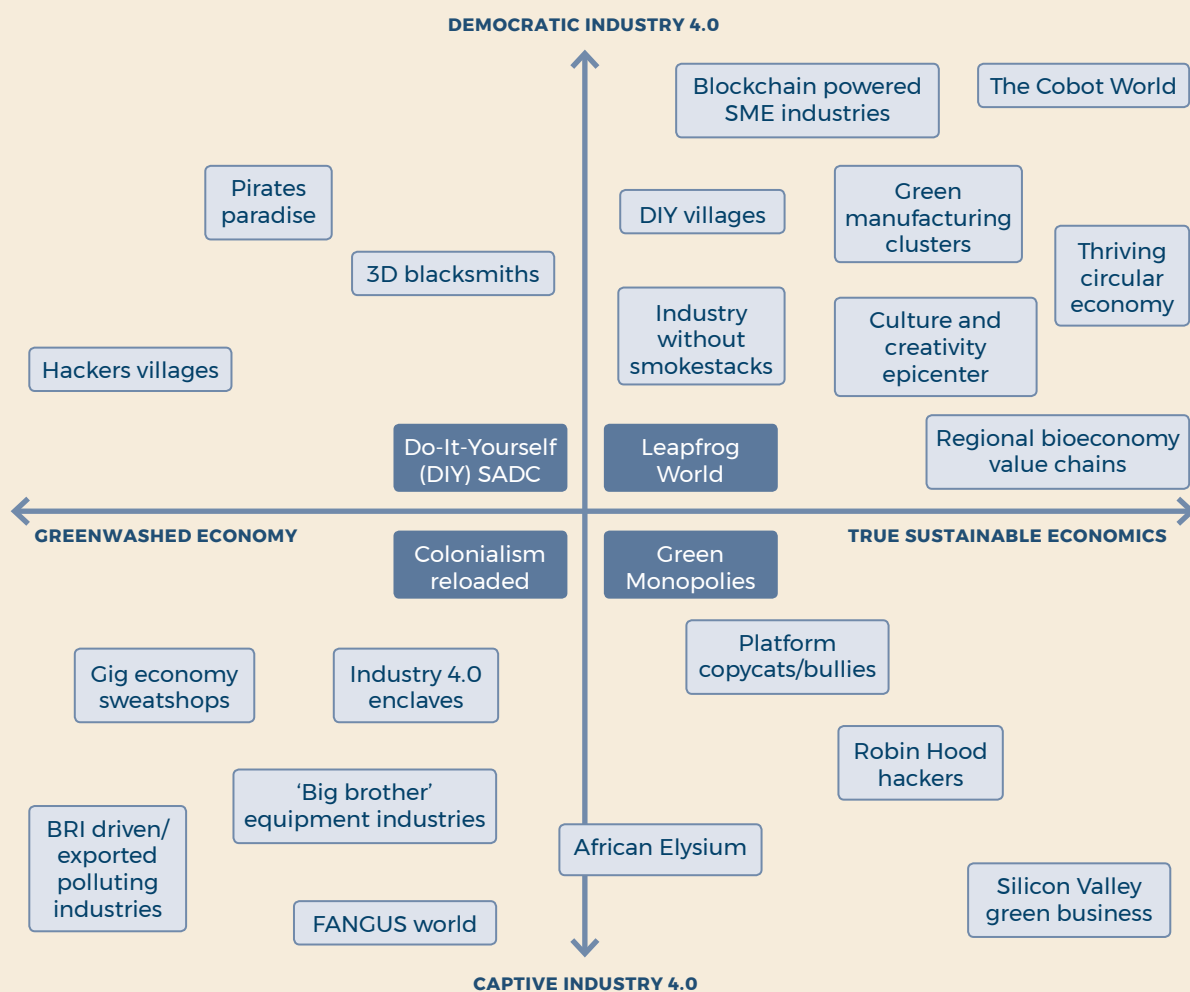 DEMOCRATIC INDUSTRY 4.0
Blockchain powered
SME industries
The Cobot World
Pirates
paradise
DIY villages
Green
manufacturing
clusters
3D blacksmiths
Thriving
circular
economy
Industry
without
smokestacks
Culture and
creativity
epicenter
Hackers villages
Do-It-Yourself
(DIY) SADC
Leapfrog
World
Regional bioeconomy
value chains
GREENWASHED ECONOMY
TRUE SUSTAINABLE ECONOMICS
Colonialism
reloaded
Green
Monopolies
Platform
copycats/bullies
Gig economy
sweatshops
Industry 4.0
enclaves
Robin Hood
hackers
‘Big brother’
equipment industries
BRI driven/
exported
polluting
industries
African Elysium
Silicon Valley
green business
FANGUS world
CAPTIVE INDUSTRY 4.0